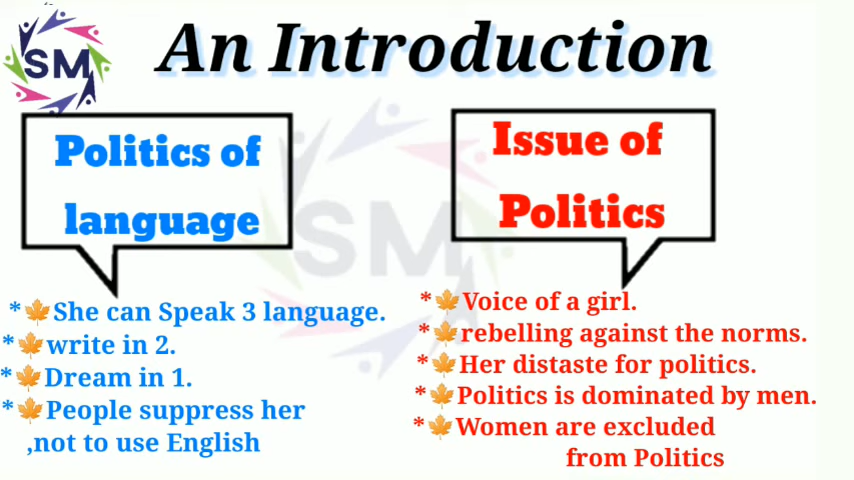 SM
An Introduction
Politics of
language
Issue of
Politics
SM
*🍁She can Speak 3 language.
*🍁write in 2.
*🍁Dream in 1.
*🍁People suppress her
,not to use English
*🍁Voice of a girl.
*🍁rebelling against the norms.
*🍁Her distaste for politics.
*🍁Politics is dominated by men.
*🍁Women are excluded
from Politics